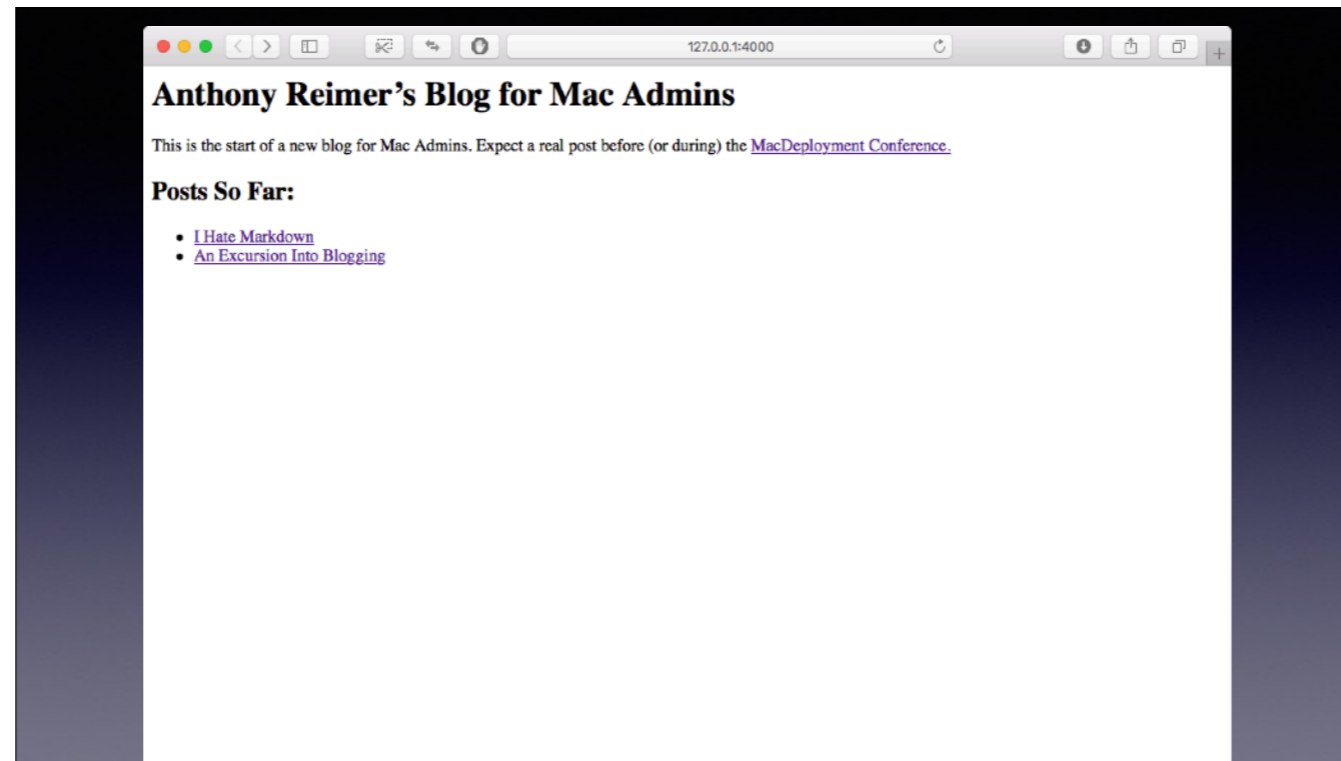 127.0.0.1:4000
Anthony Reimer’s Blog for Mac Admins
This is the start of a new blog for Mac Admins. Expect a real post before (or during) the MacDeployment Conference.
Posts So Far:
• I Hate Markdown
• An Excursion Into Blogging